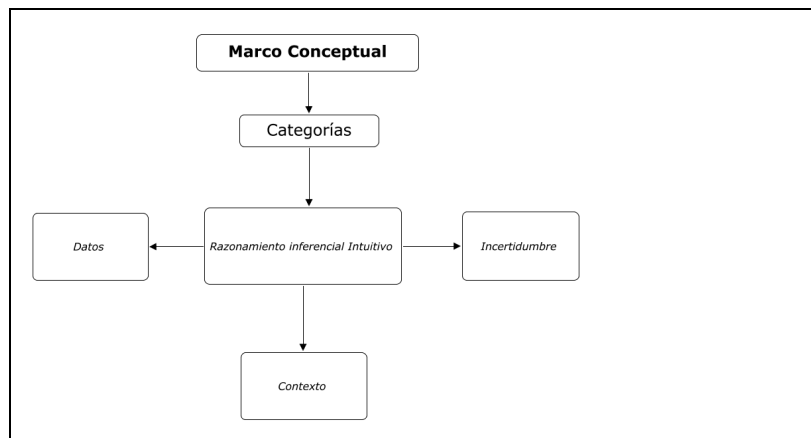 Marco Conceptual
Categorías
Datos
Razonamiento inferencial Intuitivo
Incertidumbre
Contexto